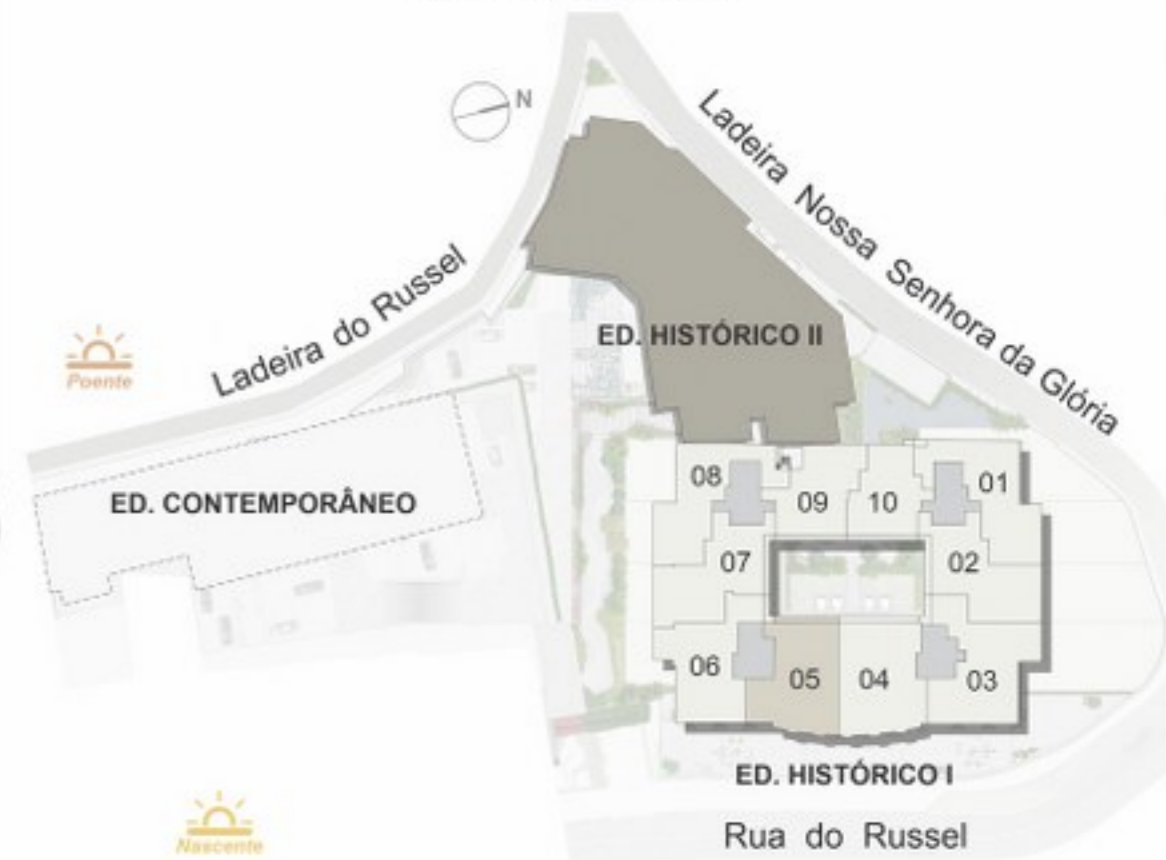 N
Ladeira Nossa Senhora da Glória
Ladeira do Russel
Poente
ED. HISTÓRICO II
ED. CONTEMPORÂNEO
08
09
10
01
07
02
06
05
04
03
ED. HISTÓRICO I
Nascente
Rua do Russel